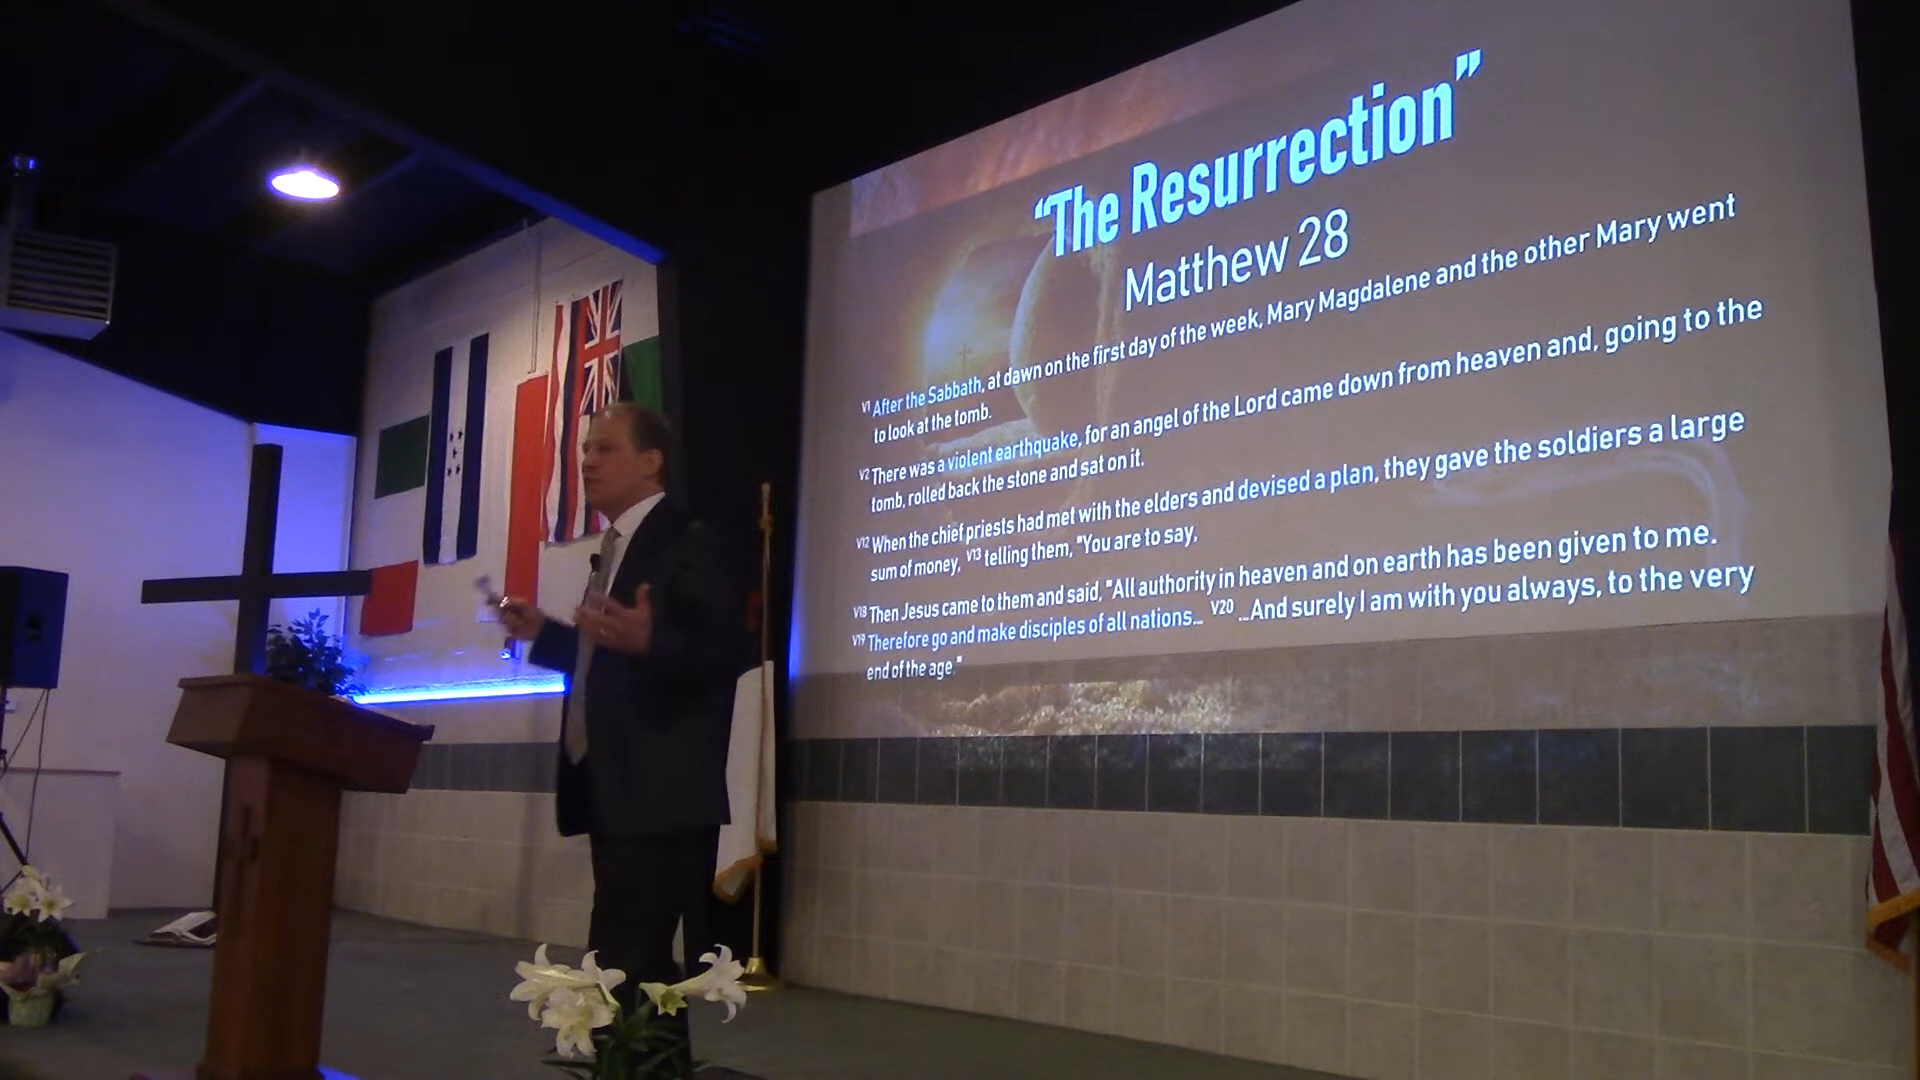 “The Resurrection”
Matthew 28
V1 After the Sabbath, at dawn on the first day of the week, Mary Magdalene and the other Mary went
to look at the tomb.
V2 There was a violent earthquake, for an angel of the Lord came down from heaven and, going to the
tomb, rolled back the stone and sat on it.
V12 When the chief priests had met with the elders and devised a plan, they gave the soldiers a large
sum of money, V13 telling them, "You are to say,
V18 Then Jesus came to them and said, "All authority in heaven and on earth has been given to me.
V19 Therefore go and make disciples of all nations... V20 ...And surely I am with you always, to the very
end of the age."